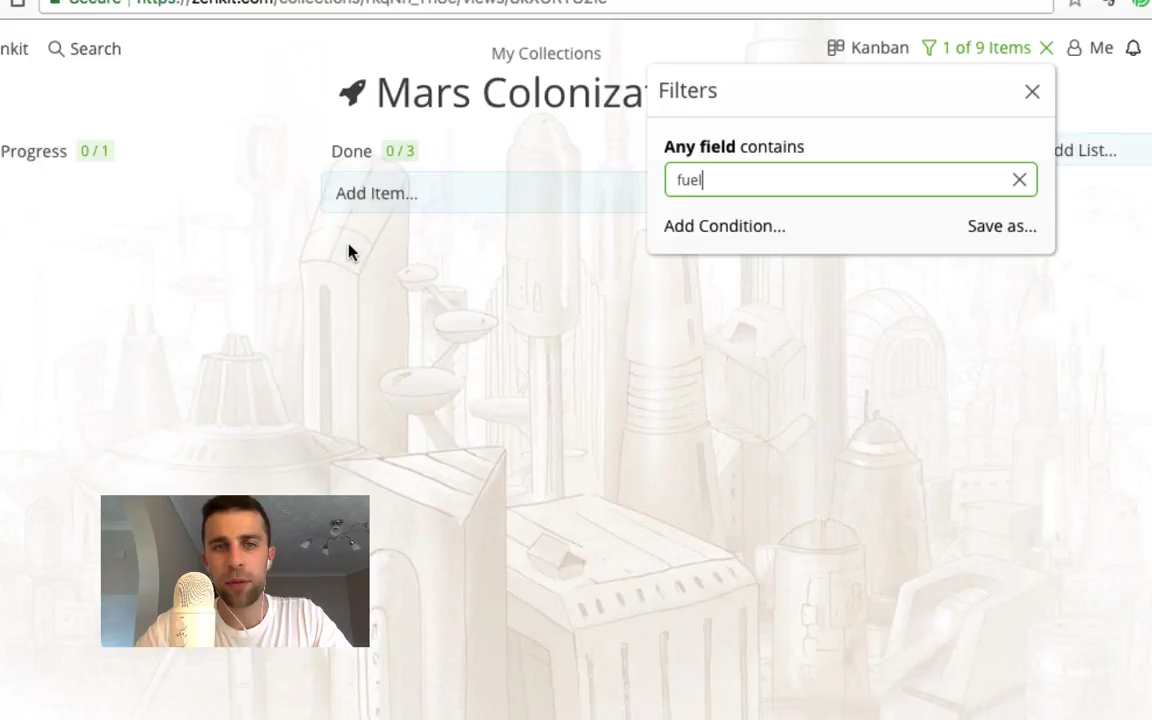 nkit
Search
My Collections
Kanban
1 of 9 Items
Me
Mars Coloniza
Filters
Any field contains
fuel
Add Condition...
Save as...
Progress 0 / 1
Done 0 / 3
dd List...
Add Item...